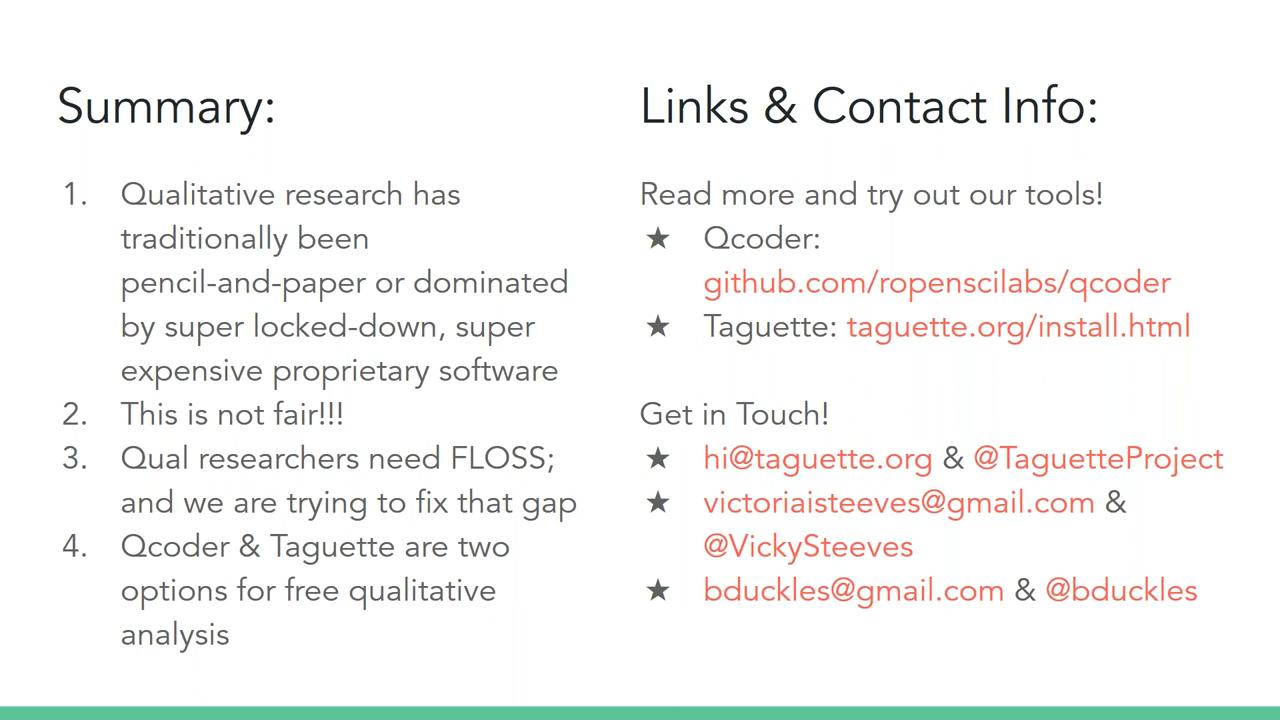 Summary:
1. Qualitative research has
traditionally been
pencil-and-paper or dominated
by super locked-down, super
expensive proprietary software
2. This is not fair!!!
3. Qual researchers need FLOSS;
and we are trying to fix that gap
4. Qcoder & Taguette are two
options for free qualitative
analysis
Links & Contact Info:
Read more and try out our tools!
★ Qcoder:
github.com/ropenscilabs/qcoder
★ Taguette: taguette.org/install.html
Get in Touch!
★ hi@taguette.org & @TaguetteProject
★ victoriaisteeves@gmail.com &
@VickySteeves
★ bduckles@gmail.com & @bduckles